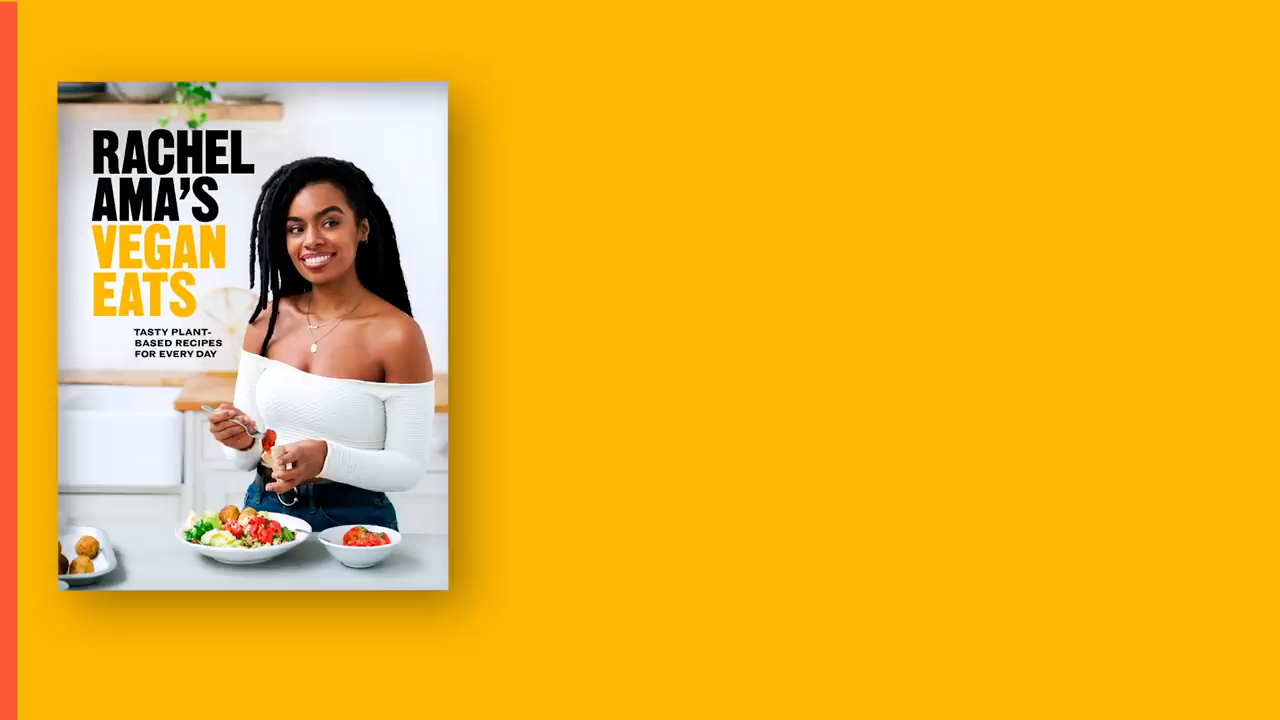 RACHEL
AMA'S
VEGAN
EATS
TASTY PLANT-
BASED RECIPES
FOR EVERY DAY